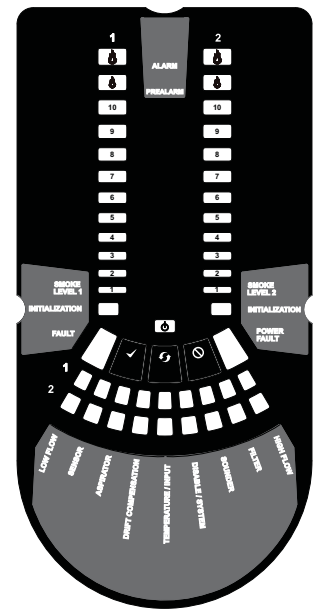 1
2
ALARM
PREALARM
10
10
9
9
8
8
7
7
6
6
5
5
4
4
3
3
2
2
1
1
SMOKE
LEVEL 1
INITIALIZATION
FAULT
SMOKE
LEVEL 2
INITIALIZATION
POWER
FAULT
1
2
LOW FLOW
SENSOR
ASPIRATOR
DRIFT COMPENSATION
TEMPERATURE / INPUT
DISABLE / SYSTEM
SOUNDER
FILTER
HIGH FLOW